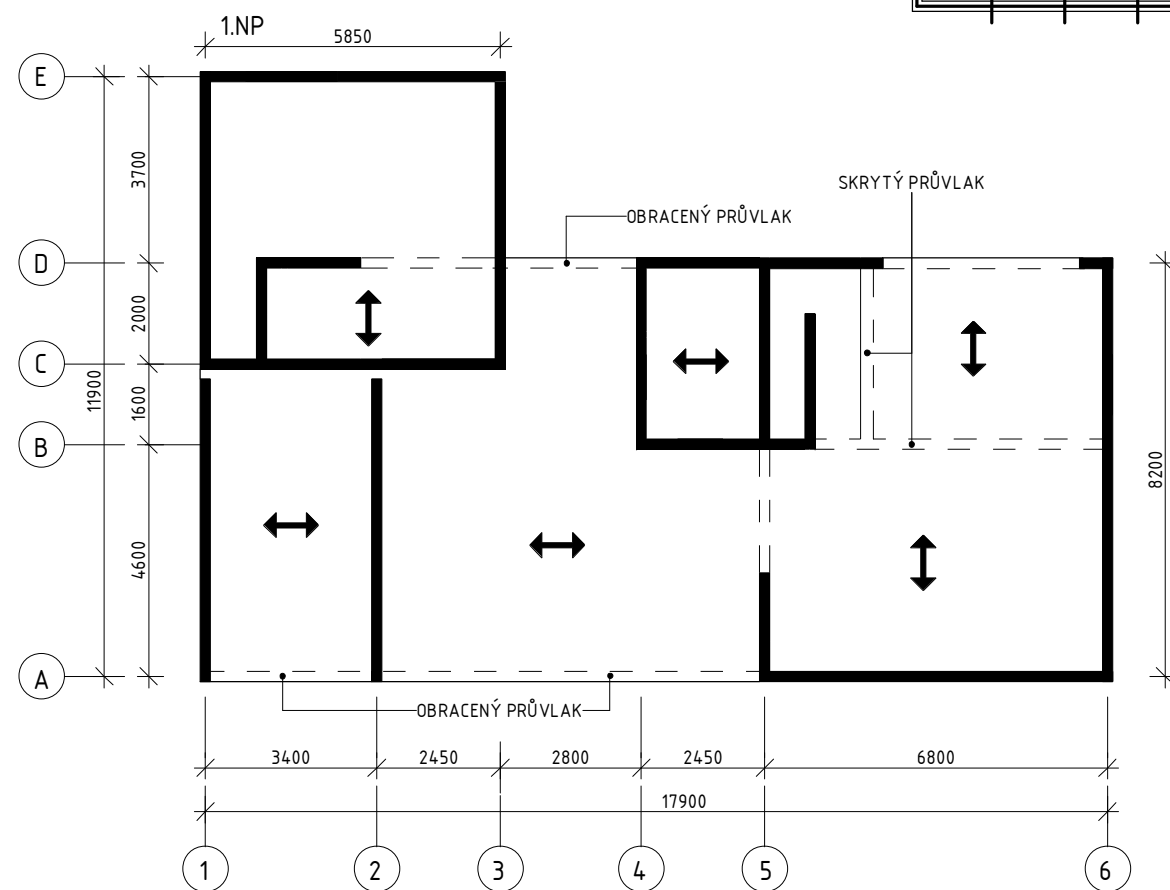 1.NP
5850
E
3700
11900
SKRYTÝ PRŮVLAK
OBRACENÝ PRŮVLAK
D
2000
C
1600
B
8200
4600
A
OBRACENÝ PRŮVLAK
3400
2450
2800
2450
6800
17900
1
2
3
4
5
6